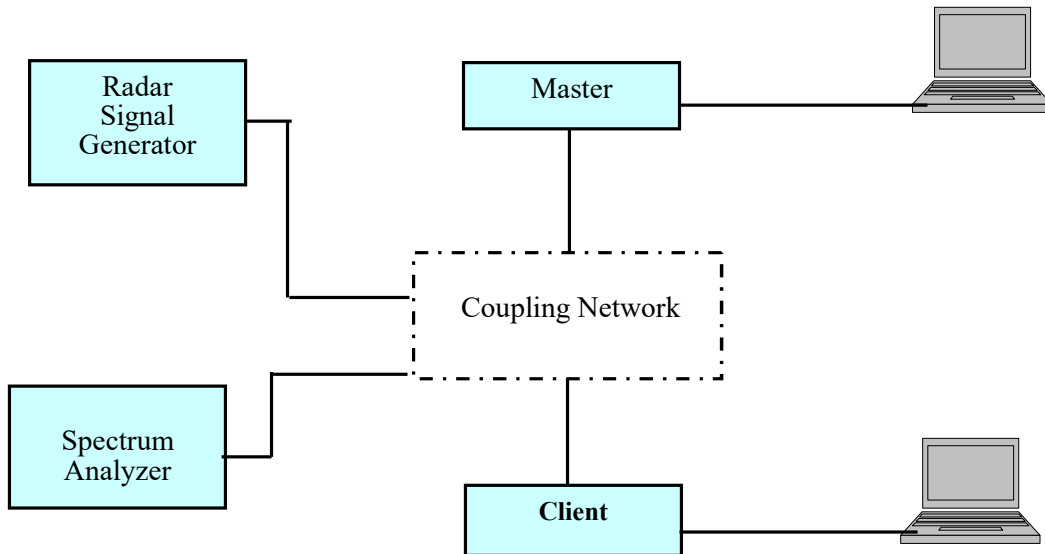 Radar
Signal
Generator
Master
Coupling Network
Spectrum
Analyzer
Client